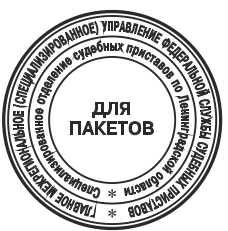 ГЛАВНОЕ МЕЖРЕГИОНАЛЬНОЕ (СПЕЦИАЛИЗИРОВАННОЕ) УПРАВЛЕНИЕ ФЕДЕРАЛЬНОЙ СЛУЖБЫ СУДЕБНЫХ ПРИСТАВОВ *
Специализированное отделение судебных приставов по Ленинградской области *
ДЛЯ
ПАКЕТОВ